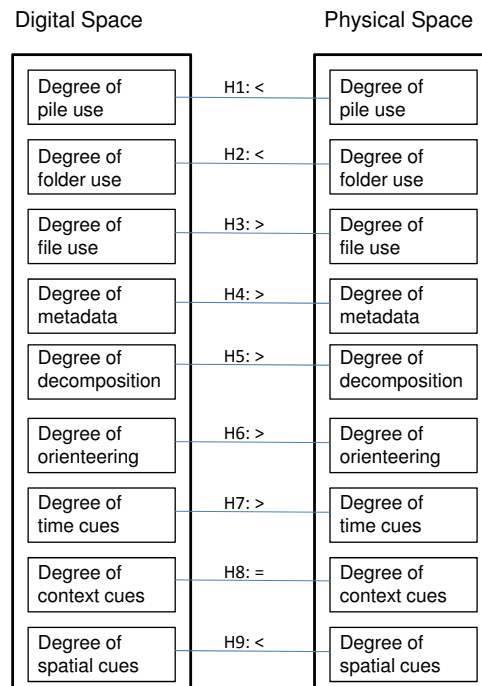 Digital Space
Physical Space
Degree of
pile use
H1: <
Degree of
pile use
Degree of
folder use
H2: <
Degree of
folder use
Degree of
file use
H3: >
Degree of
file use
Degree of
metadata
H4: >
Degree of
metadata
Degree of
decomposition
H5: >
Degree of
decomposition
Degree of
orienteering
H6: >
Degree of
orienteering
Degree of
time cues
H7: >
Degree of
time cues
Degree of
context cues
H8: =
Degree of
context cues
Degree of
spatial cues
H9: <
Degree of
spatial cues